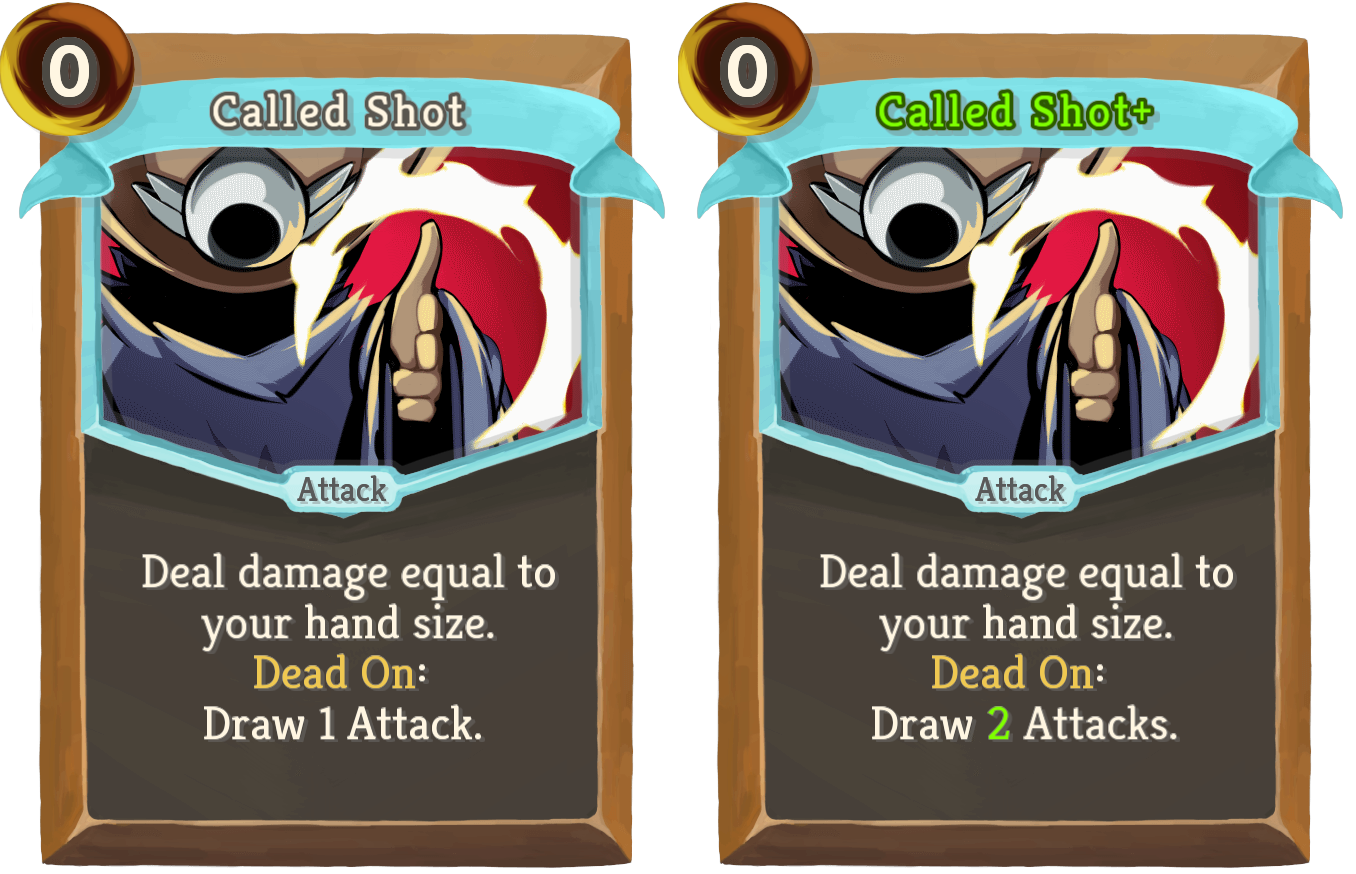 0
Called Shot
Attack
Deal damage equal to
your hand size.
Dead On:
Draw 1 Attack.
0
Called Shot+
Attack
Deal damage equal to
your hand size.
Dead On:
Draw 2 Attacks.